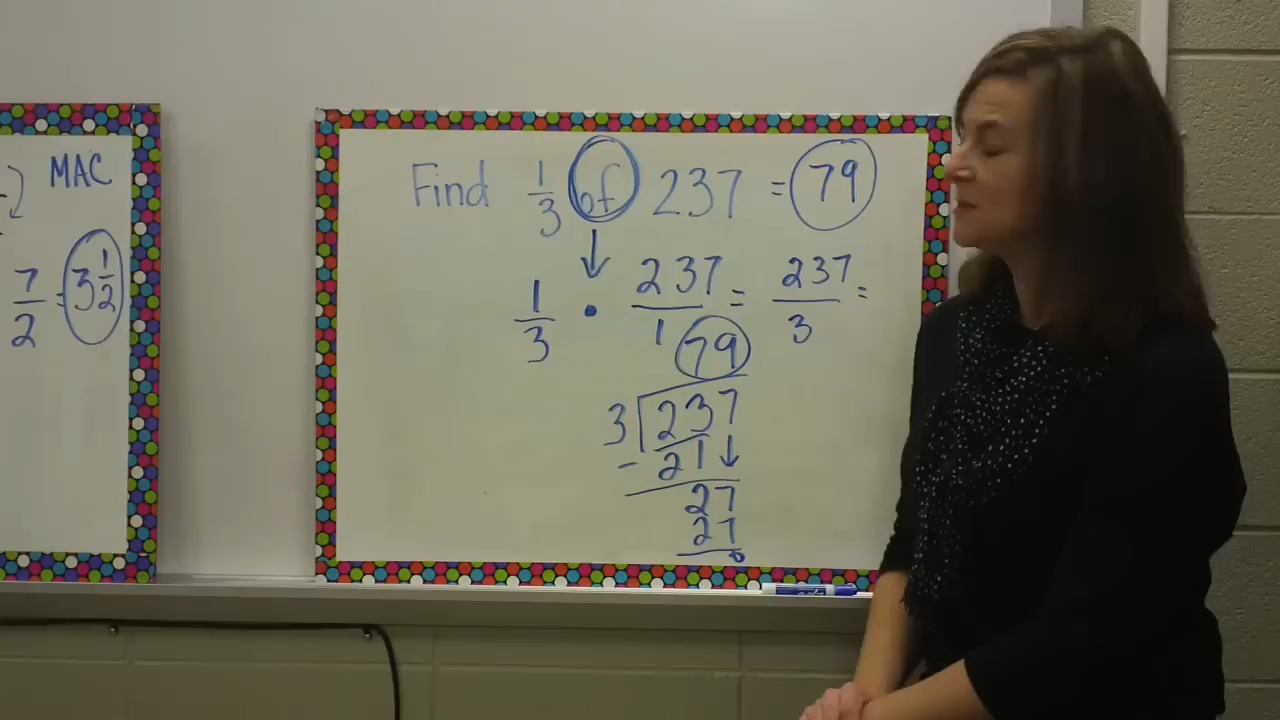 MAC
7/2 = 3 1/2
Find 1/3 of 237 = 79
1/3 • 237/1 = 237/3 =
79
3 237
- 21
27
27
0